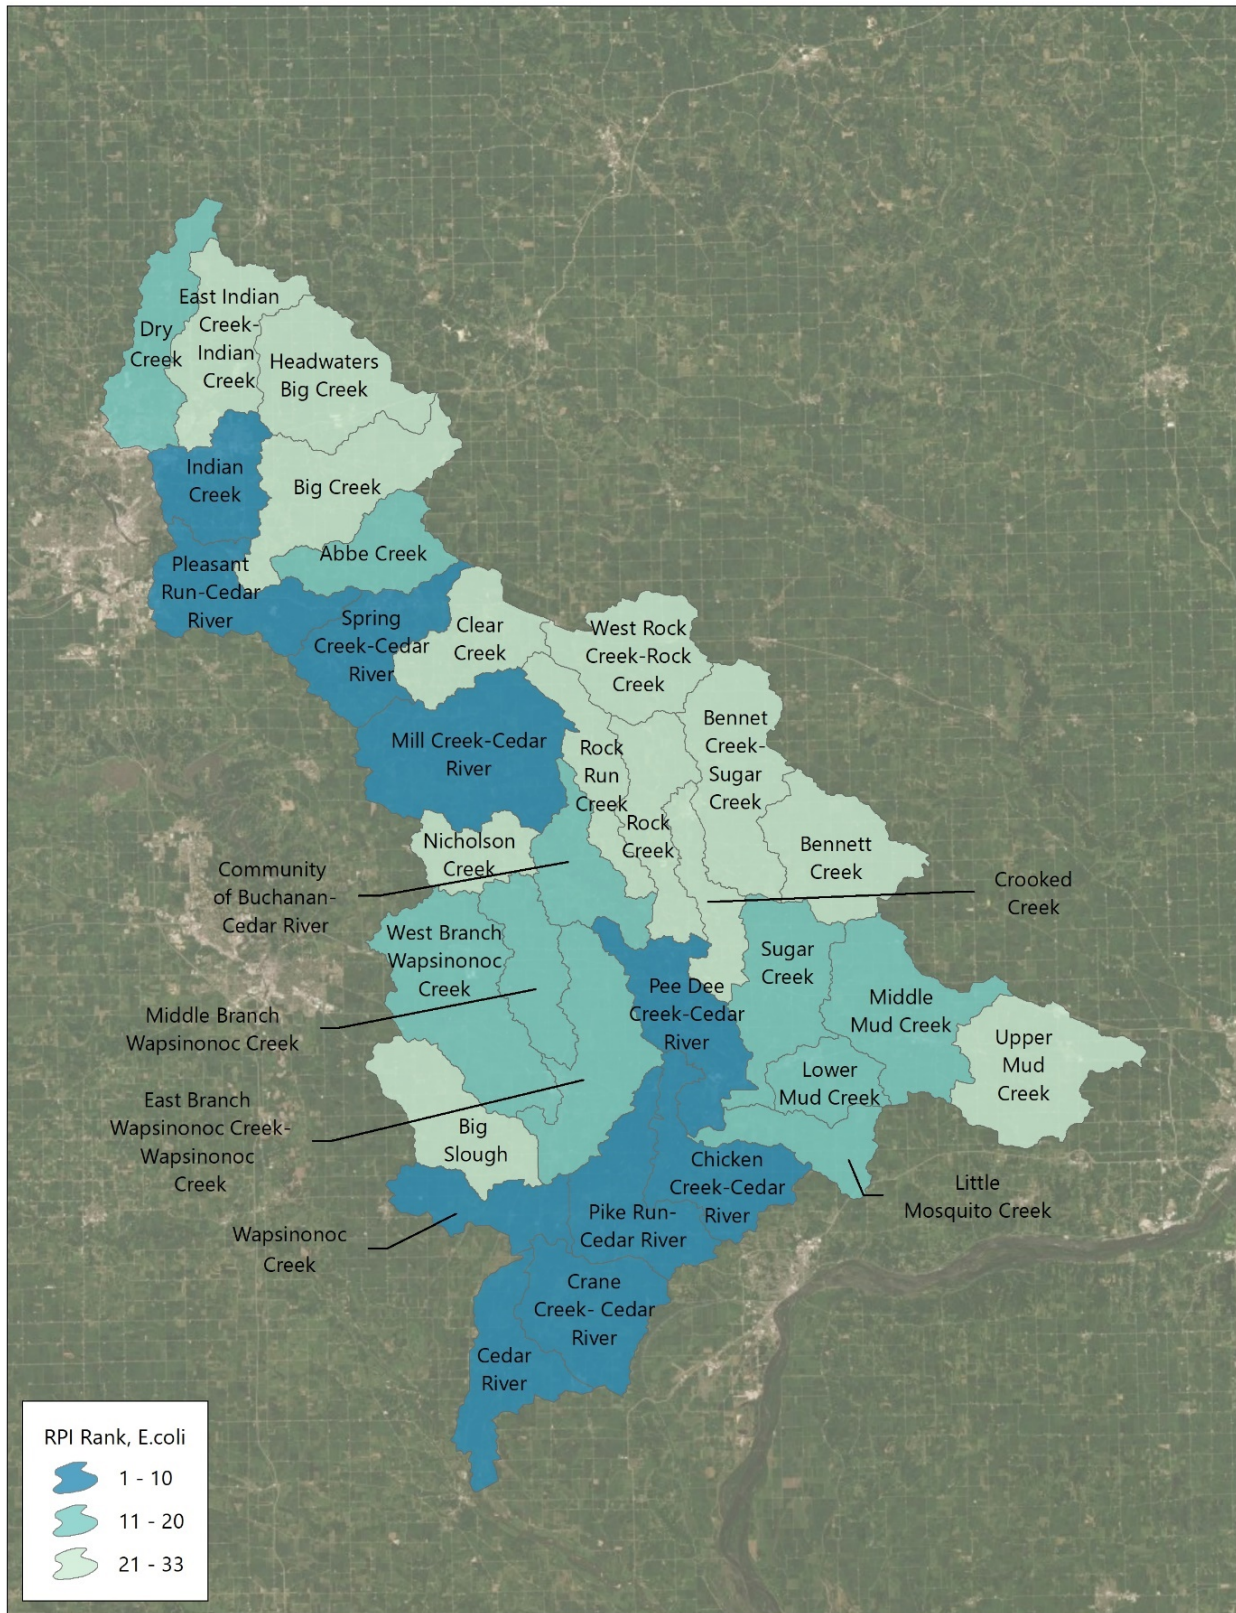 East Indian
Creek-
Indian
Creek
Dry
Creek
Headwaters
Big Creek
Indian
Creek
Big Creek
Abbe Creek
Pleasant
Run-Cedar
River
Spring
Creek-Cedar
River
Clear
Creek
West Rock
Creek-Rock
Creek
Mill Creek-Cedar
River
Rock
Run
Creek
Bennet
Creek-
Sugar
Creek
Nicholson
Creek
Rock
Creek
Bennett
Creek
Community
of Buchanan-
Cedar River
Crooked
Creek
West Branch
Wapsinonoc
Creek
Sugar
Creek
Pee Dee
Creek-Cedar
River
Middle
Mud Creek
Middle Branch
Wapsinonoc Creek
Upper
Mud
Creek
Lower
Mud Creek
East Branch
Wapsinonoc Creek-
Wapsinonoc
Creek
Big
Slough
Chicken
Creek-Cedar
River
Little
Mosquito Creek
Pike Run-
Cedar River
Wapsinonoc
Creek
Crane
Creek- Cedar
River
Cedar
River
RPI Rank, E.coli
1 - 10
11 - 20
21 - 33